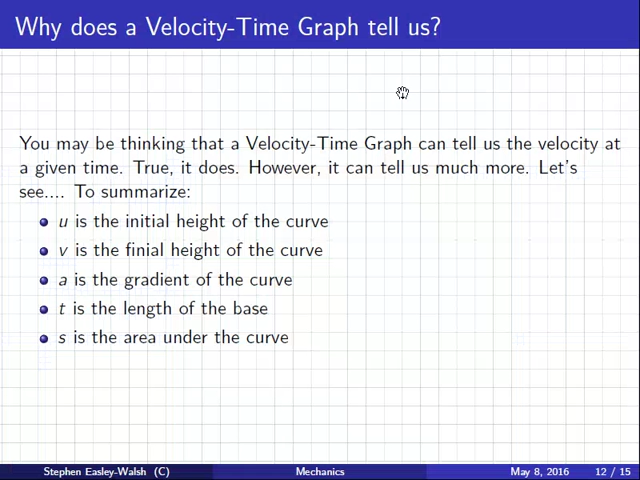 Why does a Velocity-Time Graph tell us?
You may be thinking that a Velocity-Time Graph can tell us the velocity at
a given time. True, it does. However, it can tell us much more. Let's
see.... To summarize:
u is the initial height of the curve
v is the finial height of the curve
a is the gradient of the curve
t is the length of the base
s is the area under the curve
Stephen Easley-Walsh (C) Mechanics May 8, 2016 12 / 15